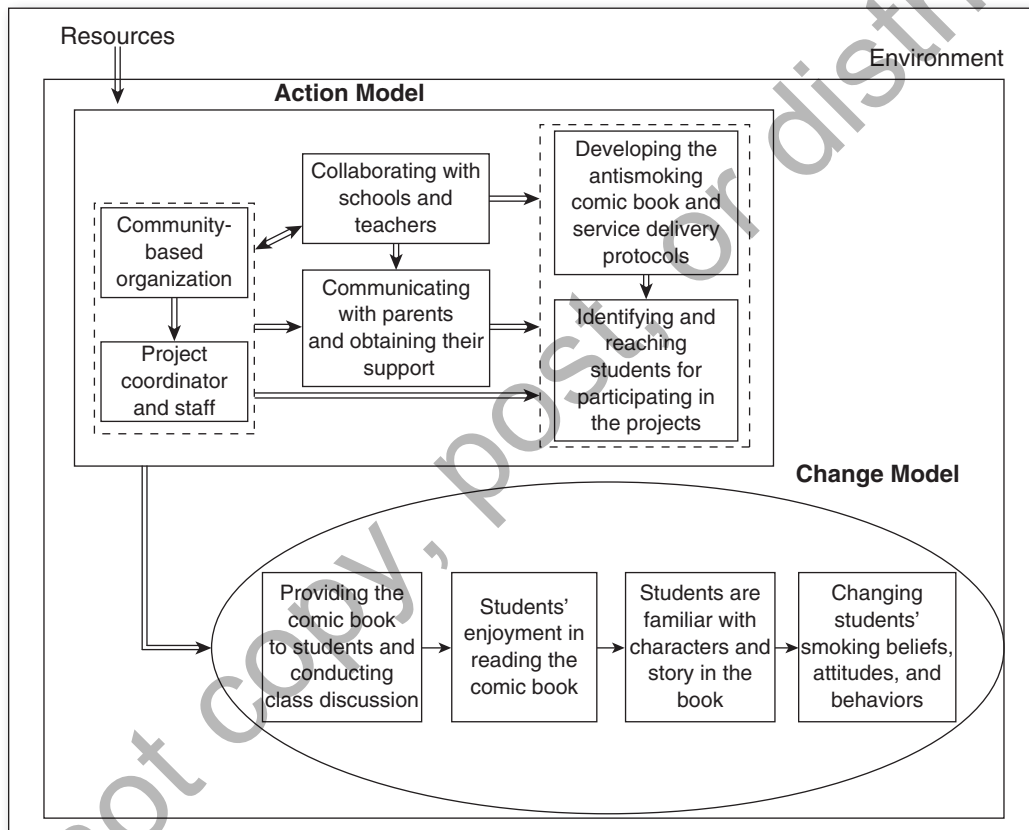 Resources
Environment
Action Model
Community-
based
organization
Project
coordinator
and staff
Collaborating with
schools and
teachers
Communicating
with parents
and obtaining their
support
Developing the
antismoking
comic book and
service delivery
protocols
Identifying and
reaching
students for
participating in
the projects
Change Model
Providing the
comic book
to students and
conducting
class discussion
Students'
enjoyment in
reading the
comic book
Students are
familiar with
characters and
story in the
book
Changing
students'
smoking beliefs,
attitudes, and
behaviors
not copy, post, or